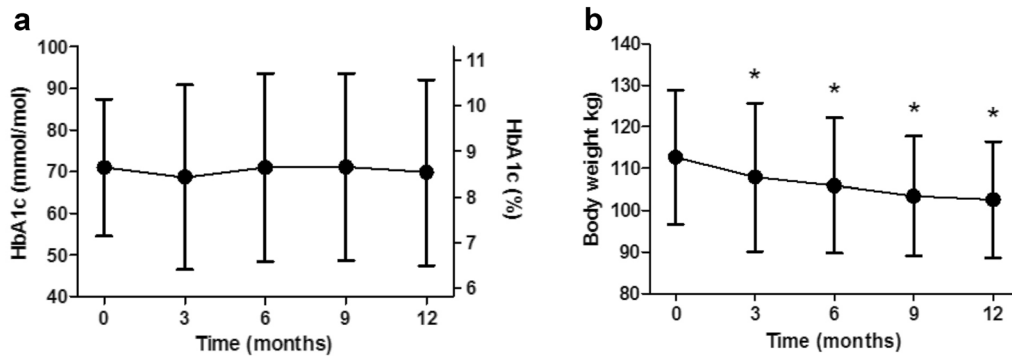 a
HbA1c (mmol/mol)
100
90
80
70
60
50
40
11
10
9
8
7
6
HbA1c (%)
0 3 6 9 12
Time (months)
b
Body weight kg)
140
130
120
110
100
90
80
* * * *
0 3 6 9 12
Time (months)